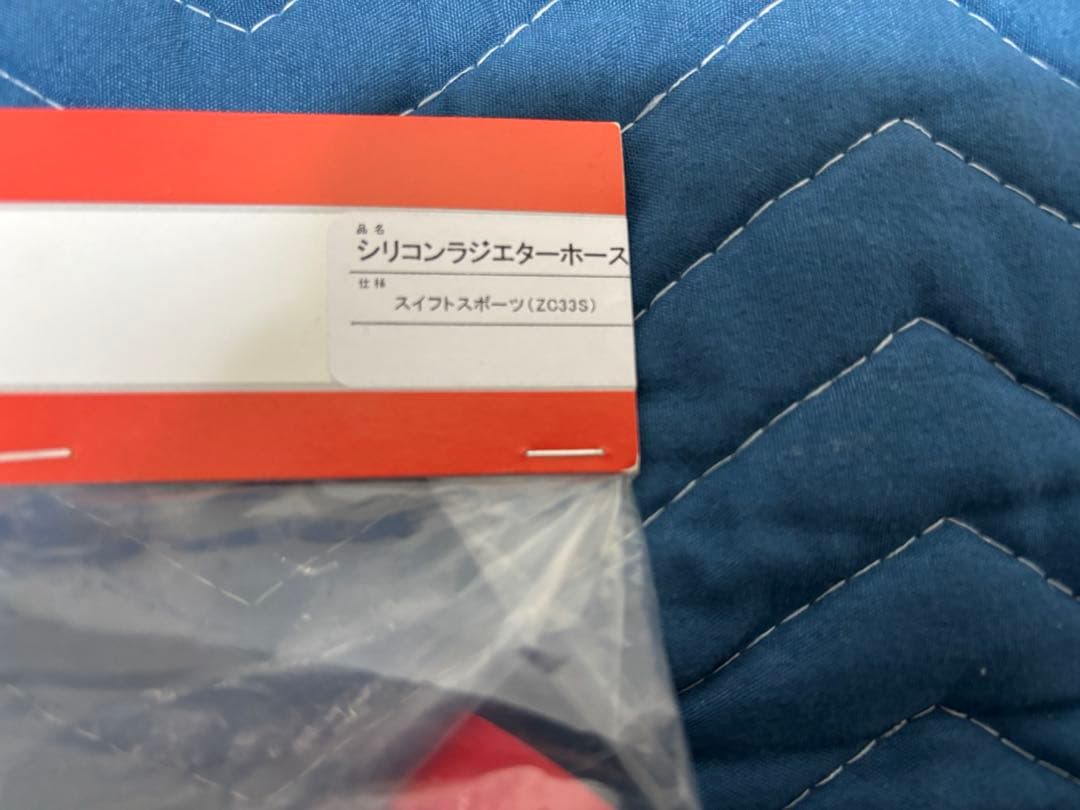 品名
シリコンラジエターホース
仕様
スイフトスポーツ(ZC33S)